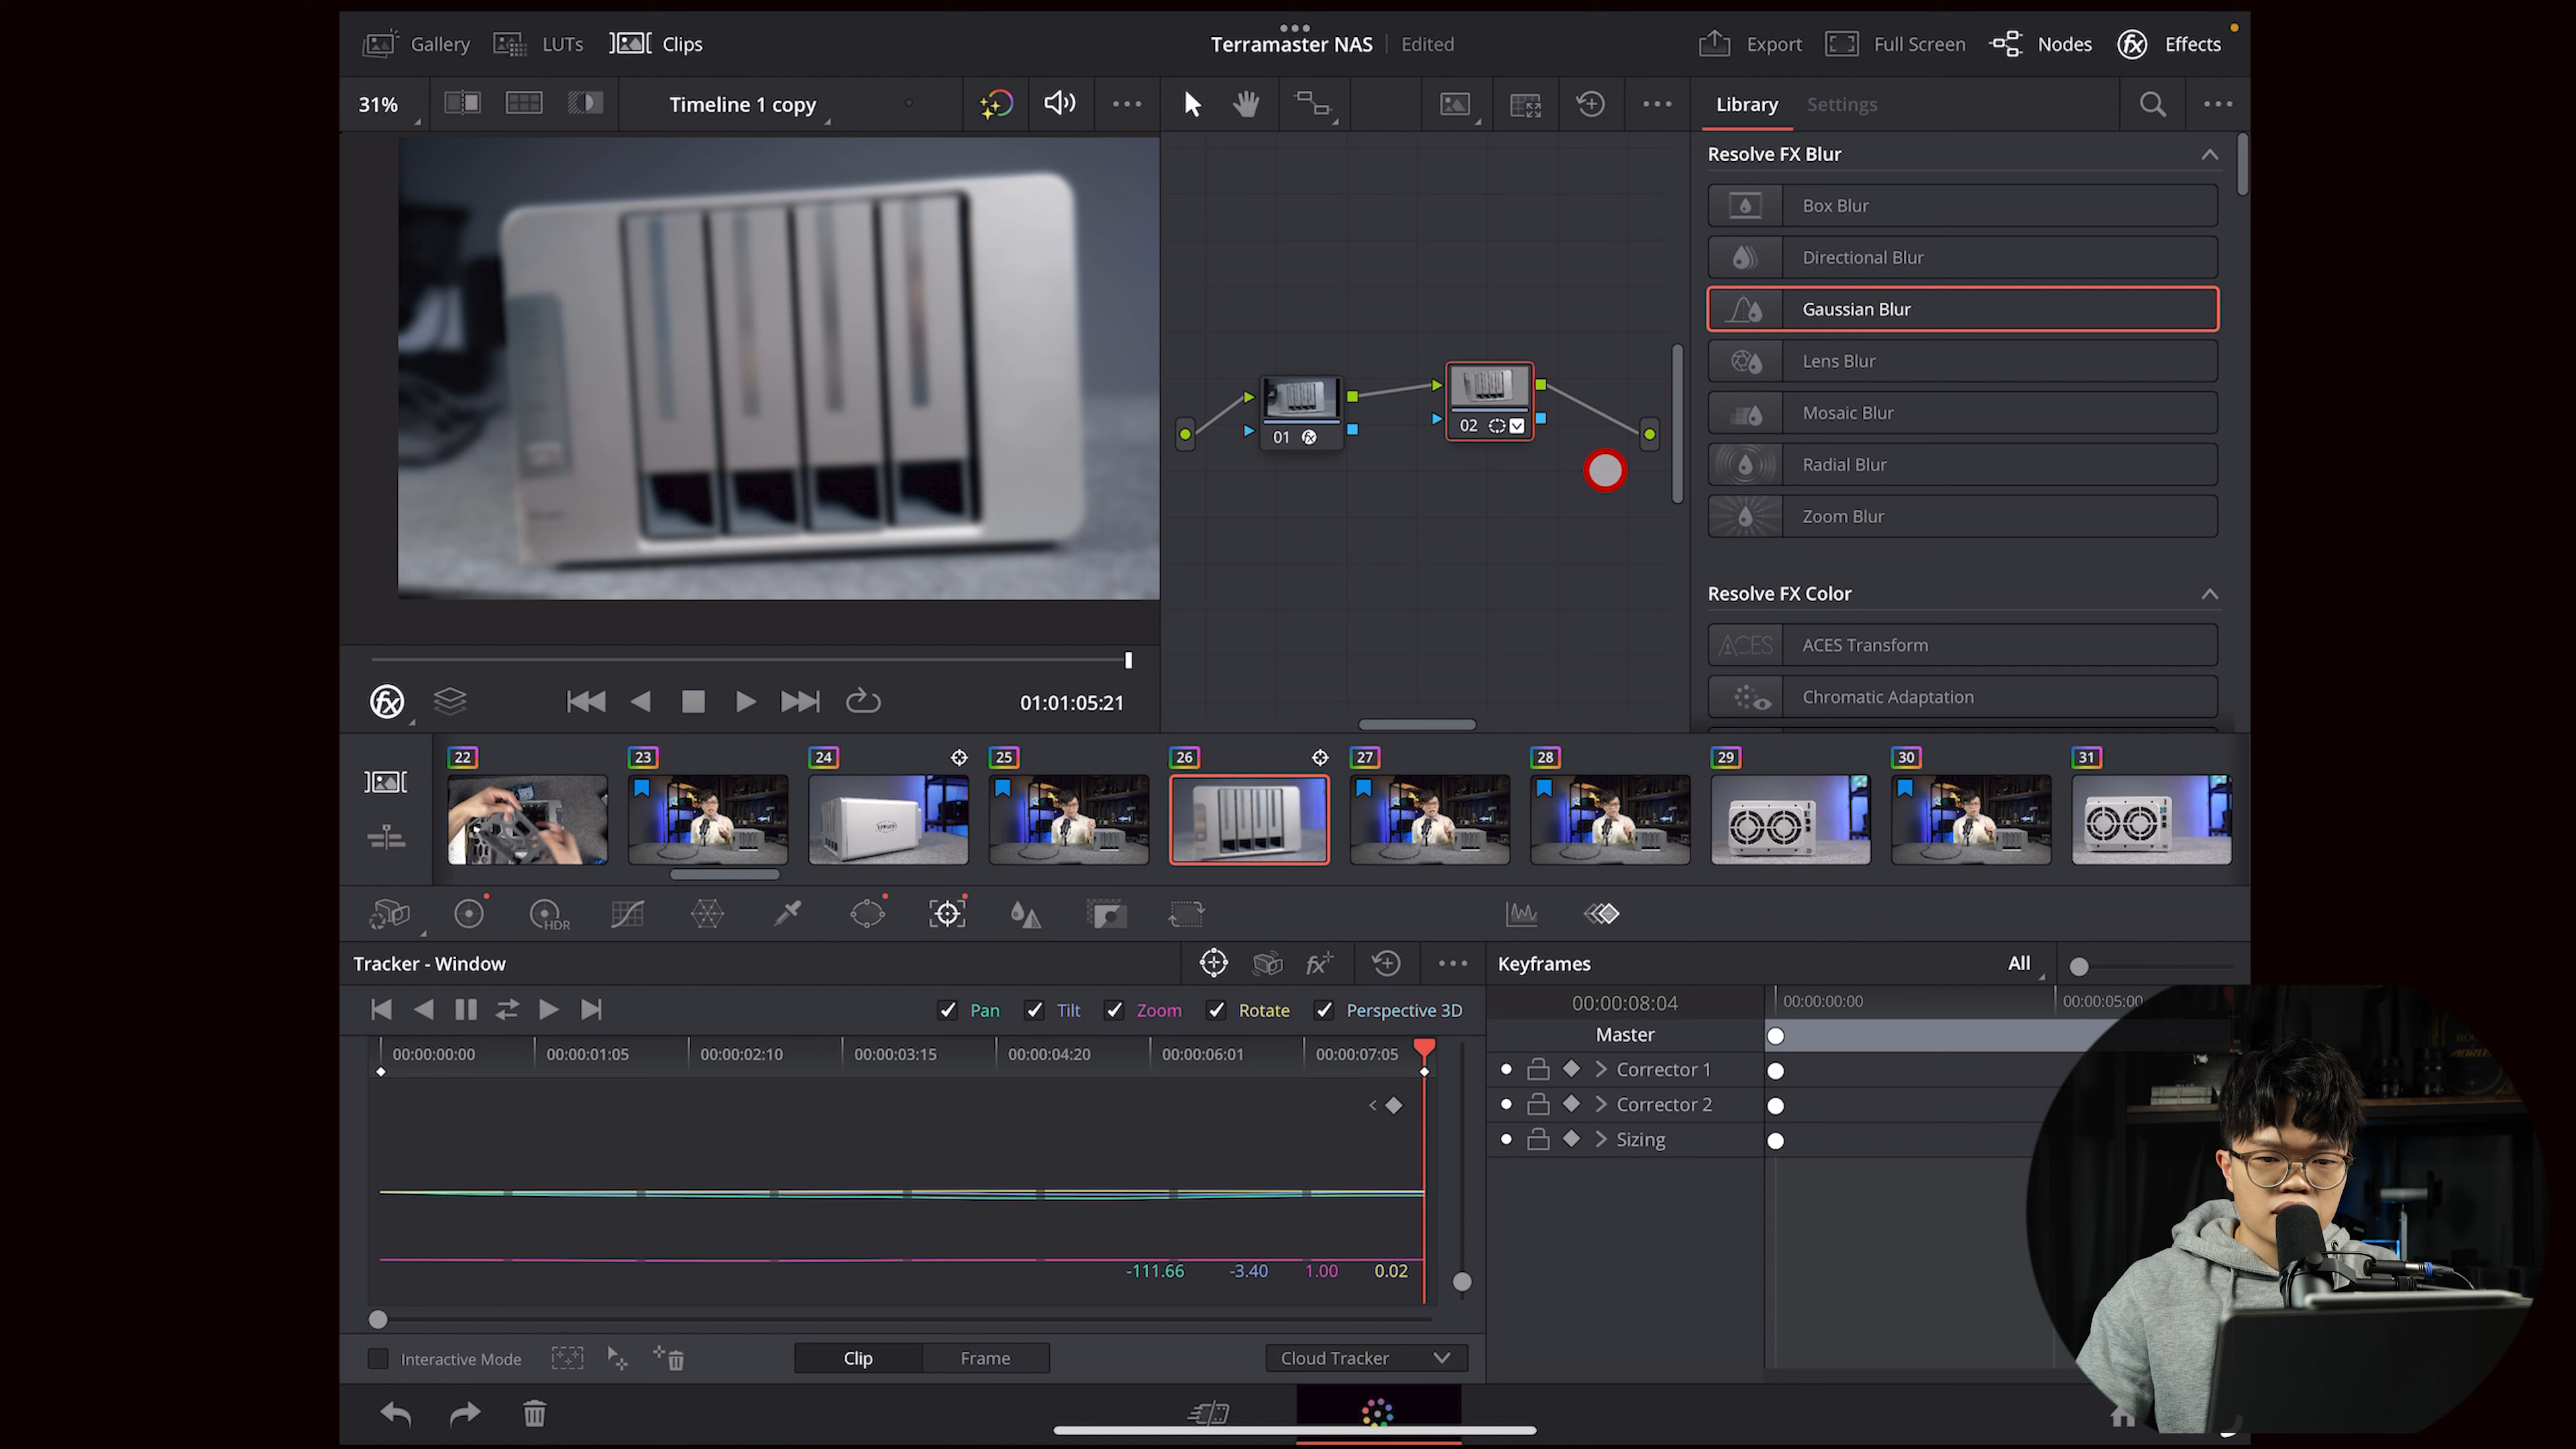 Gallery LUTs Clips Terramaster NAS Edited Export Full Screen Nodes Effects
31% Timeline 1 copy Library Settings
Resolve FX Blur
Box Blur
Directional Blur
Gaussian Blur
Lens Blur
Mosaic Blur
Radial Blur
Zoom Blur
01 02
Resolve FX Color
ACES ACES Transform
Chromatic Adaptation
01:01:05:21
22 23 24 25 26 27 28 29 30 31
HDR
Tracker - Window
Pan Tilt Zoom Rotate Perspective 3D
00:00:00:00 00:00:01:05 00:00:02:10 00:00:03:15 00:00:04:20 00:00:06:01 00:00:07:05
-111.66 -3.40 1.00 0.02
Interactive Mode Clip Frame Cloud Tracker
Keyframes All
00:00:08:04 00:00:00:00 00:00:05:00
Master
Corrector 1
Corrector 2
Sizing